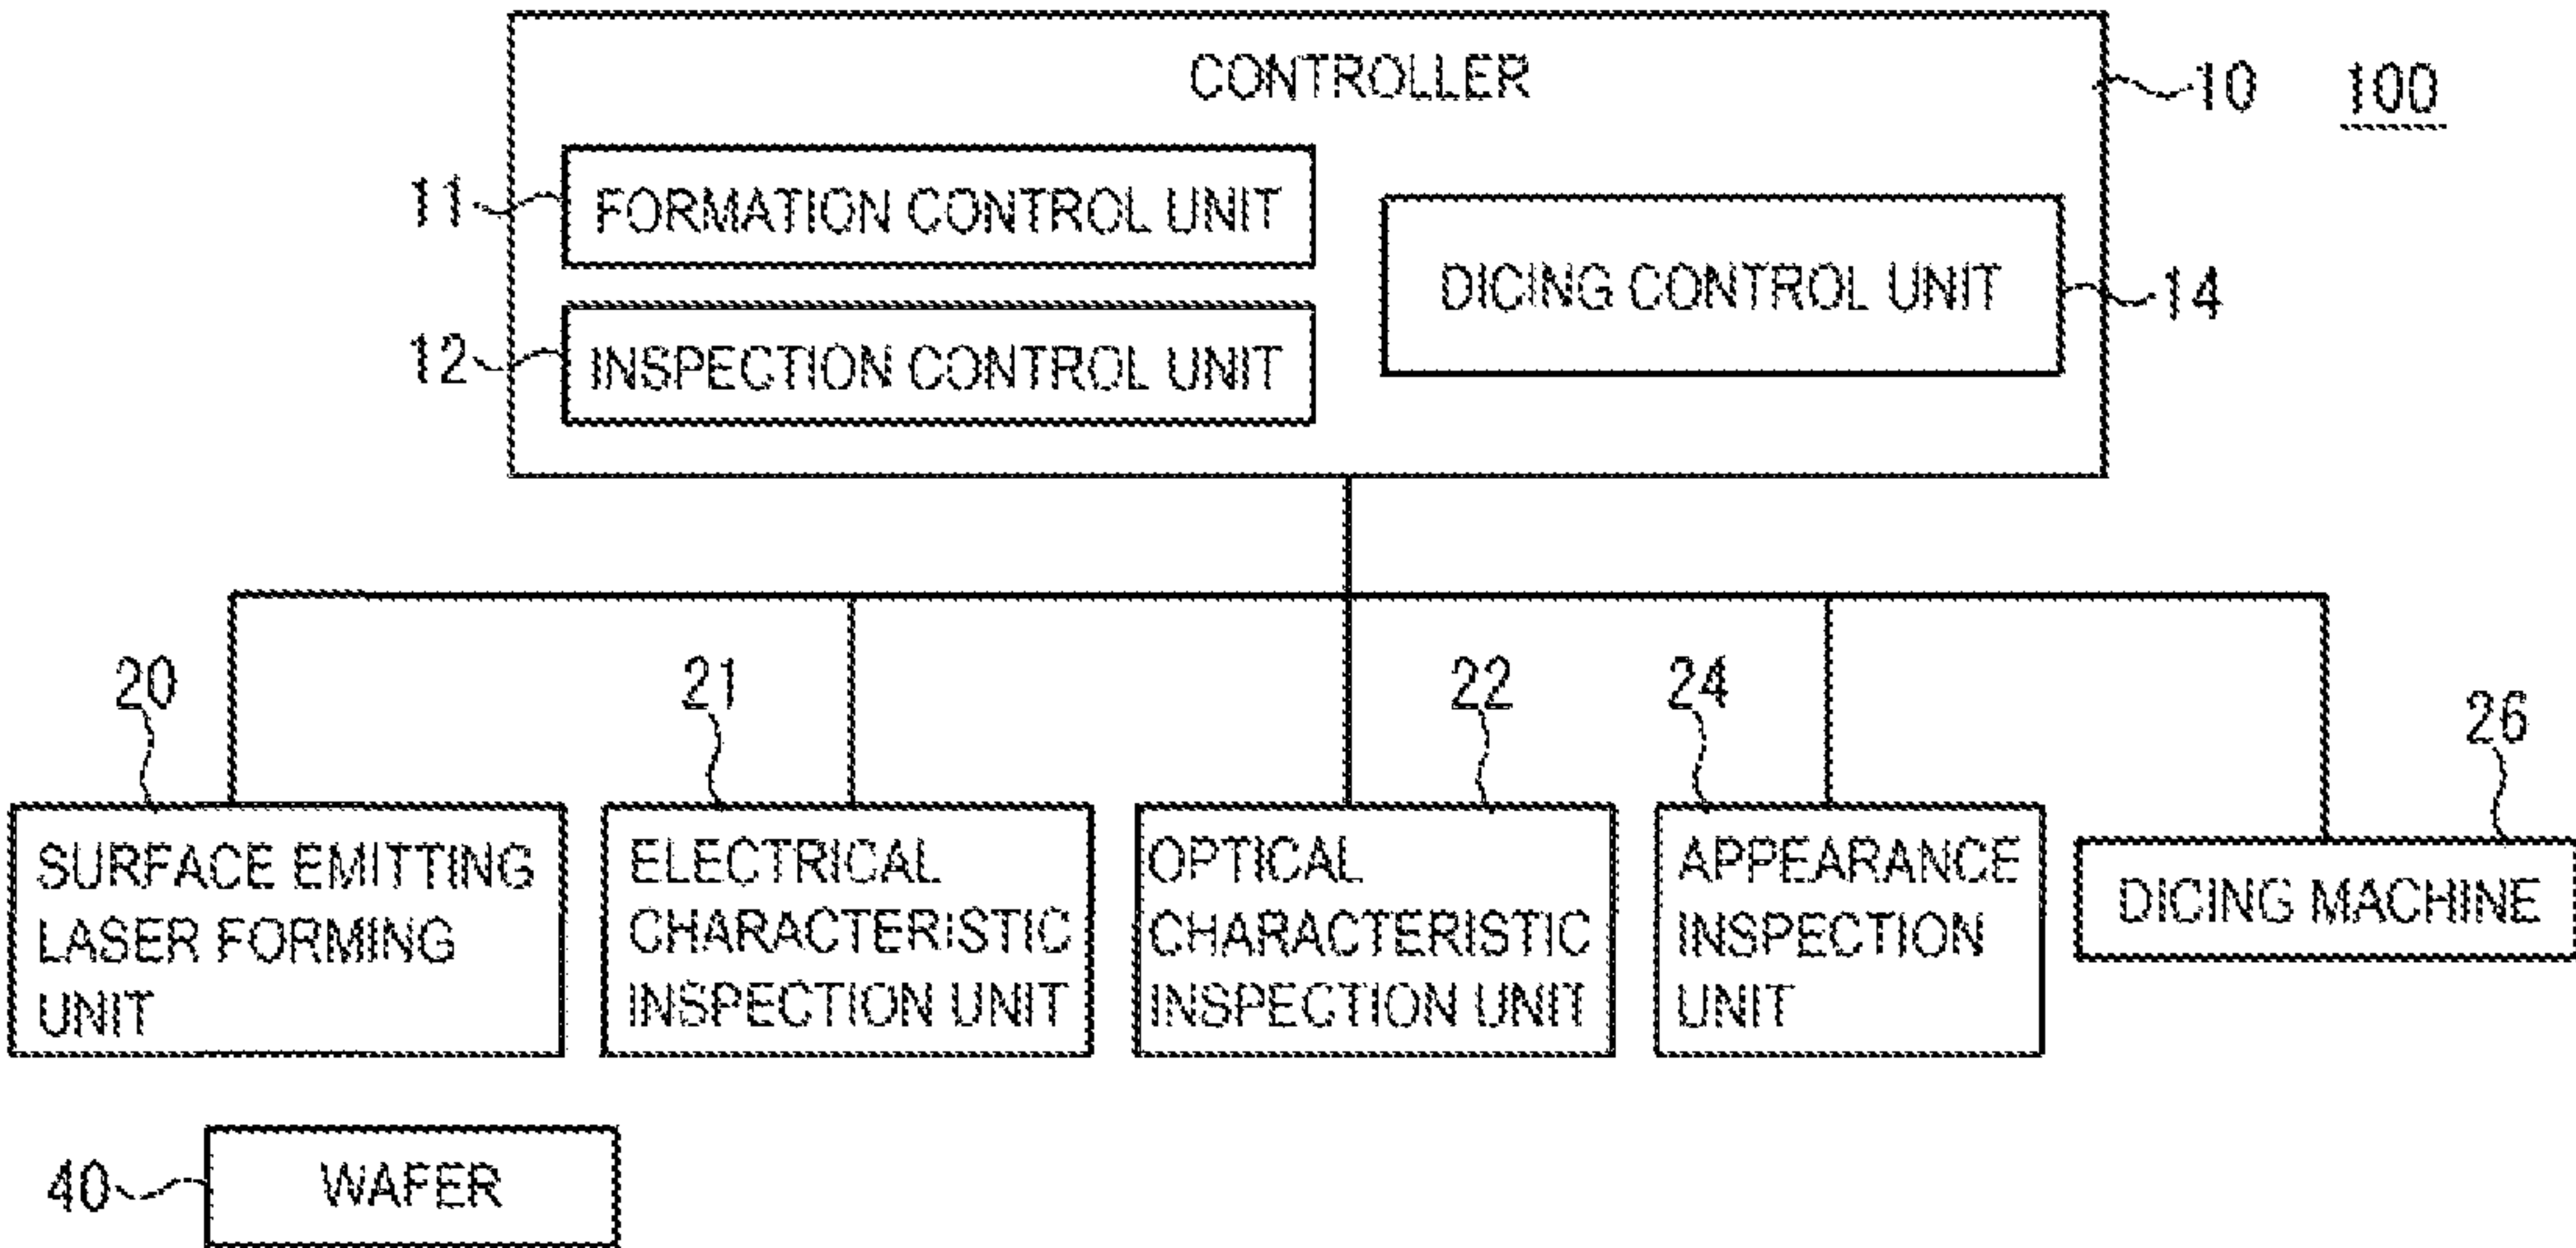 CONTROLLER
10
100
11
FORMATION CONTROL UNIT
DICING CONTROL UNIT
14
12
INSPECTION CONTROL UNIT
20
21
22
24
26
SURFACE EMITTING
LASER FORMING
UNIT
ELECTRICAL
CHARACTERISTIC
INSPECTION UNIT
OPTICAL
CHARACTERISTIC
INSPECTION UNIT
APPEARANCE
INSPECTION
UNIT
DICING MACHINE
40
WAFER